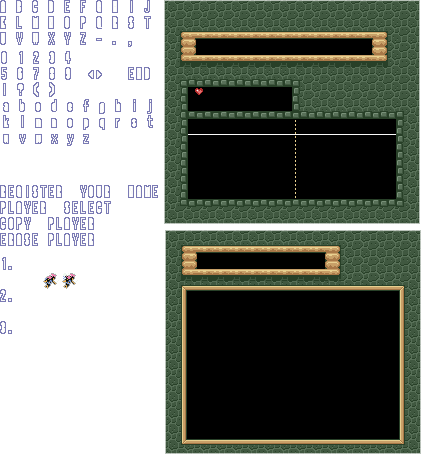 A B C D E F G H I J
K L M N O P Q R S T
U V W X Y Z - . ,
0 1 2 3 4
5 6 7 8 9 ◁▷ END
! ? ( )
a b c d e f g h i j
k l m n o p q r s t
u v w x y z
REGISTER YOUR NAME
PLAYER SELECT
COPY PLAYER
ERASE PLAYER
1.
2.
3.